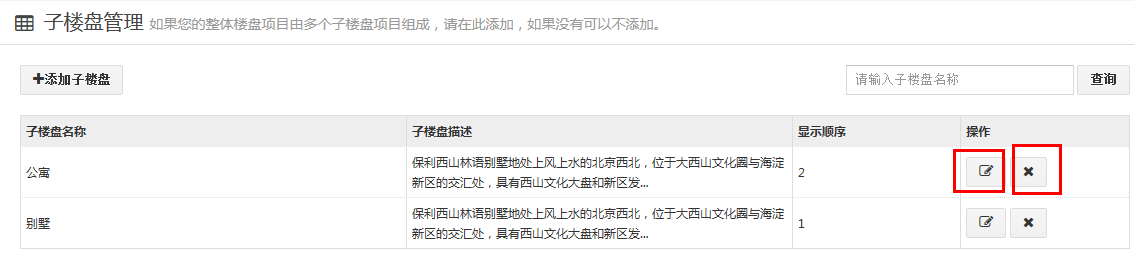 子楼盘管理 如果您的整体楼盘项目由多个子楼盘项目组成，请在此添加，如果没有可以不添加。
添加子楼盘 请输入子楼盘名称 查询
子楼盘名称 子楼盘描述 显示顺序 操作
公寓 保利西山林语别墅地处上风上水的北京西北，位于大西山文化圈与海淀
新区的交汇处，具有西山文化大盘和新区发... 2
别墅 保利西山林语别墅地处上风上水的北京西北，位于大西山文化圈与海淀
新区的交汇处，具有西山文化大盘和新区发... 1